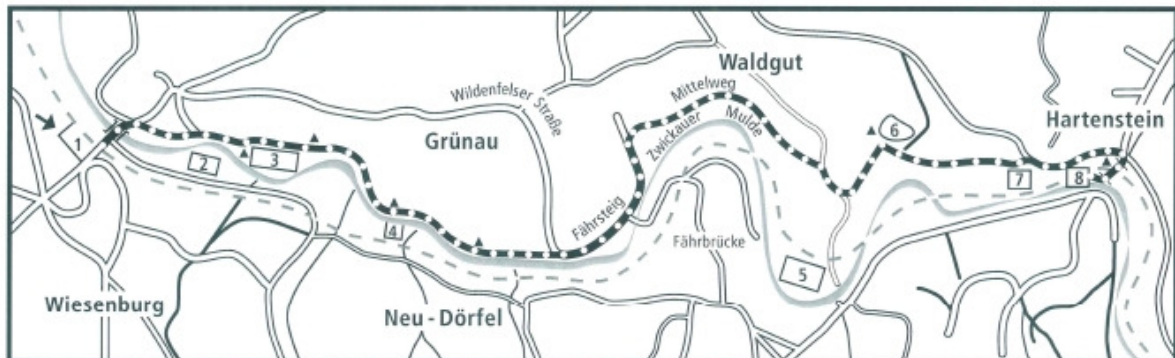 Waldgut
Hartenstein
Wildenfelser Straße
Mittelweg
Zwickauer Mulde
Grünau
1
2
3
4
5
6
7
8
Fährsteig
Fährbrücke
Wiesenburg
Neu - Dörfel